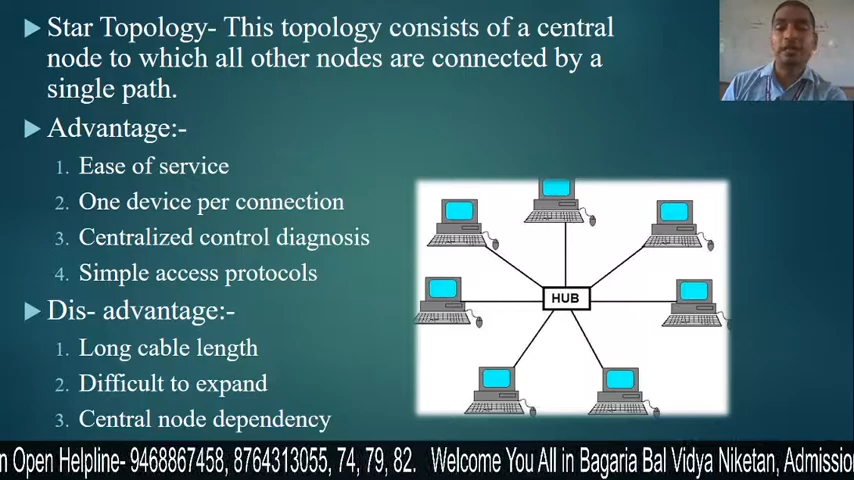 Star Topology- This topology consists of a central
node to which all other nodes are connected by a
single path.
Advantage:-
1. Ease of service
2. One device per connection
3. Centralized control diagnosis
4. Simple access protocols
Dis- advantage:-
1. Long cable length
2. Difficult to expand
3. Central node dependency
HUB
n Open Helpline- 9468867458, 8764313055, 74, 79, 82. Welcome You All in Bagaria Bal Vidya Niketan, Admission